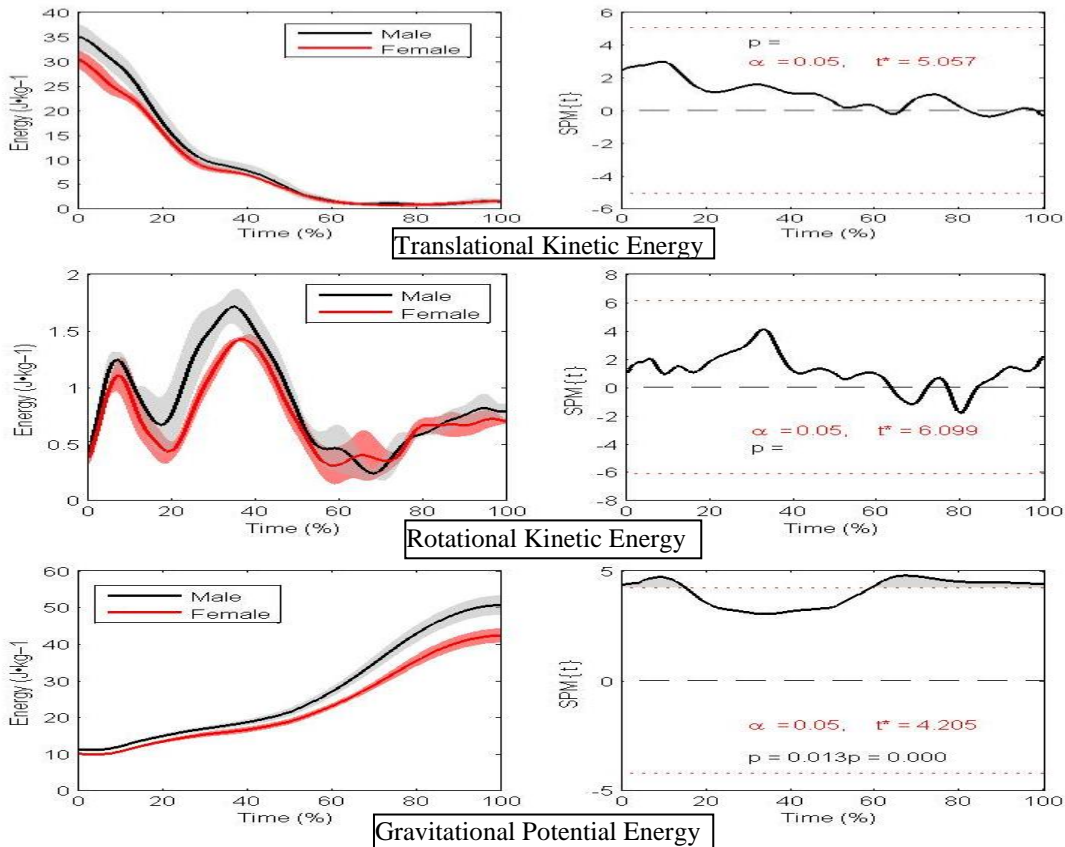 40
35
30
25
20
15
10
5
0
Energy (J•kg−1
Male
Female
0 20 40 60 80 100
Time (%)
6
4
2
0
2
4
-6
SPM{t}
p =
α = 0.05, t* = 5.057
0 20 40 60 80 100
Time (%)
Translational Kinetic Energy
2
1.5
1
0.5
0
Energy (J•kg−1)
Male
Female
0 20 40 60 80 100
Time (%)
8
6
4
2
0
-2
-4
-6
-8
SPM{t}
α = 0.05, t* = 6.099
p =
0 20 40 60 80 100
Time (%)
Rotational Kinetic Energy
60
50
40
30
20
10
0
Energy (J•kg−1
Male
Female
0 20 40 60 80 100
Time (%)
5
0
-5
SPM{t}
α = 0.05, t* = 4.205
p = 0.013p = 0.000
0 20 40 60 80 100
Time (%)
Gravitational Potential Energy